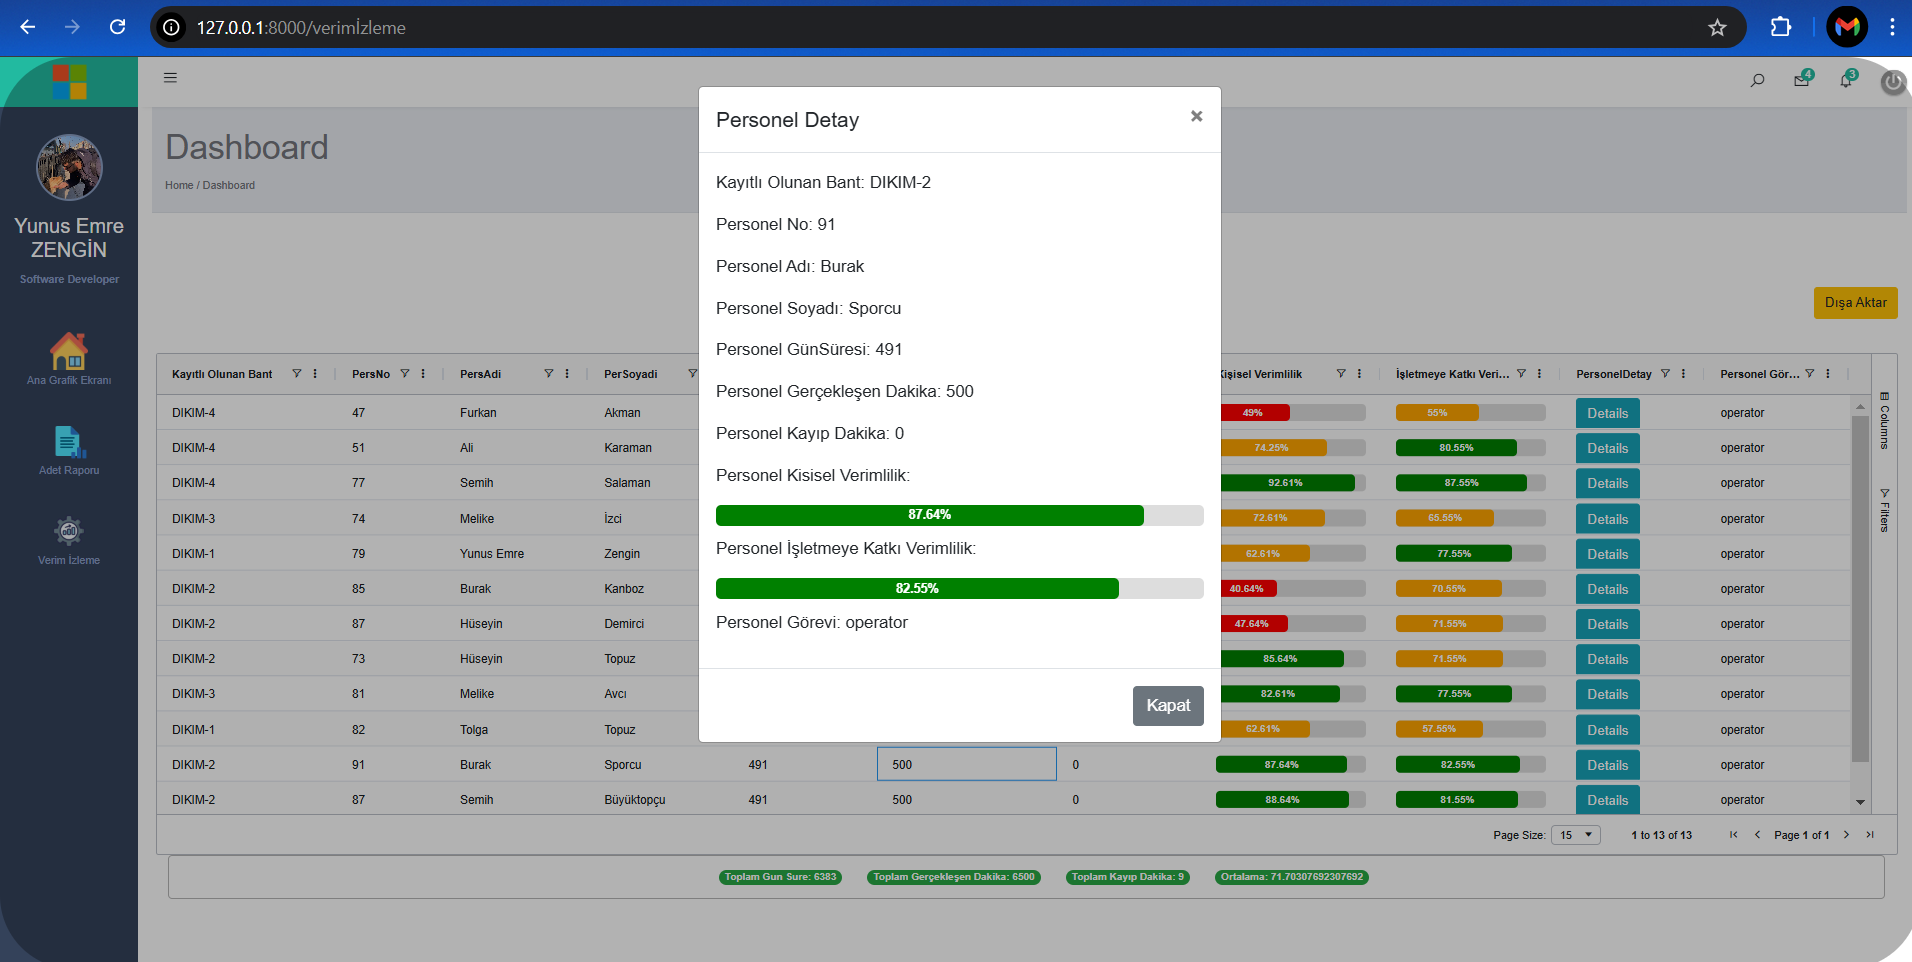 127.0.0.1:8000/verimİzleme
4
3
Yunus Emre
ZENGİN
Software Developer
Ana Grafik Ekranı
Adet Raporu
Verim İzleme
Dashboard
Home / Dashboard
Dışa Aktar
Personel Detay
×
Kayıtlı Olunan Bant: DIKIM-2
Personel No: 91
Personel Adı: Burak
Personel Soyadı: Sporcu
Personel GünSüresi: 491
Personel Gerçekleşen Dakika: 500
Personel Kayıp Dakika: 0
Personel Kisisel Verimlilik:
87.64%
Personel İşletmeye Katkı Verimlilik:
82.55%
Personel Görevi: operator
Kapat
Kayıtlı Olunan Bant PersNo PersAdi PerSoyadi Kişisel Verimlilik İşletmeye Katkı Veri... PersonelDetay Personel Gör...
DIKIM-4 47 Furkan Akman 49% 55% Details operator
DIKIM-4 51 Ali Karaman 74.25% 80.55% Details operator
DIKIM-4 77 Semih Salaman 92.61% 87.55% Details operator
DIKIM-3 74 Melike İzci 72.61% 65.55% Details operator
DIKIM-1 79 Yunus Emre Zengin 62.61% 77.55% Details operator
DIKIM-2 85 Burak Kanboz 40.64% 70.55% Details operator
DIKIM-2 87 Hüseyin Demirci 47.64% 71.55% Details operator
DIKIM-2 73 Hüseyin Topuz 85.64% 71.55% Details operator
DIKIM-3 81 Melike Avcı 82.61% 77.55% Details operator
DIKIM-1 82 Tolga Topuz 62.61% 57.55% Details operator
DIKIM-2 91 Burak Sporcu 491 500 0 87.64% 82.55% Details operator
DIKIM-2 87 Semih Büyüktopçu 491 500 0 88.64% 81.55% Details operator
Columns
Filters
Page Size: 15 1 to 13 of 13 Page 1 of 1
Toplam Gun Sure: 6383 Toplam Gerçekleşen Dakika: 6500 Toplam Kayıp Dakika: 9 Ortalama: 71.70307692307692